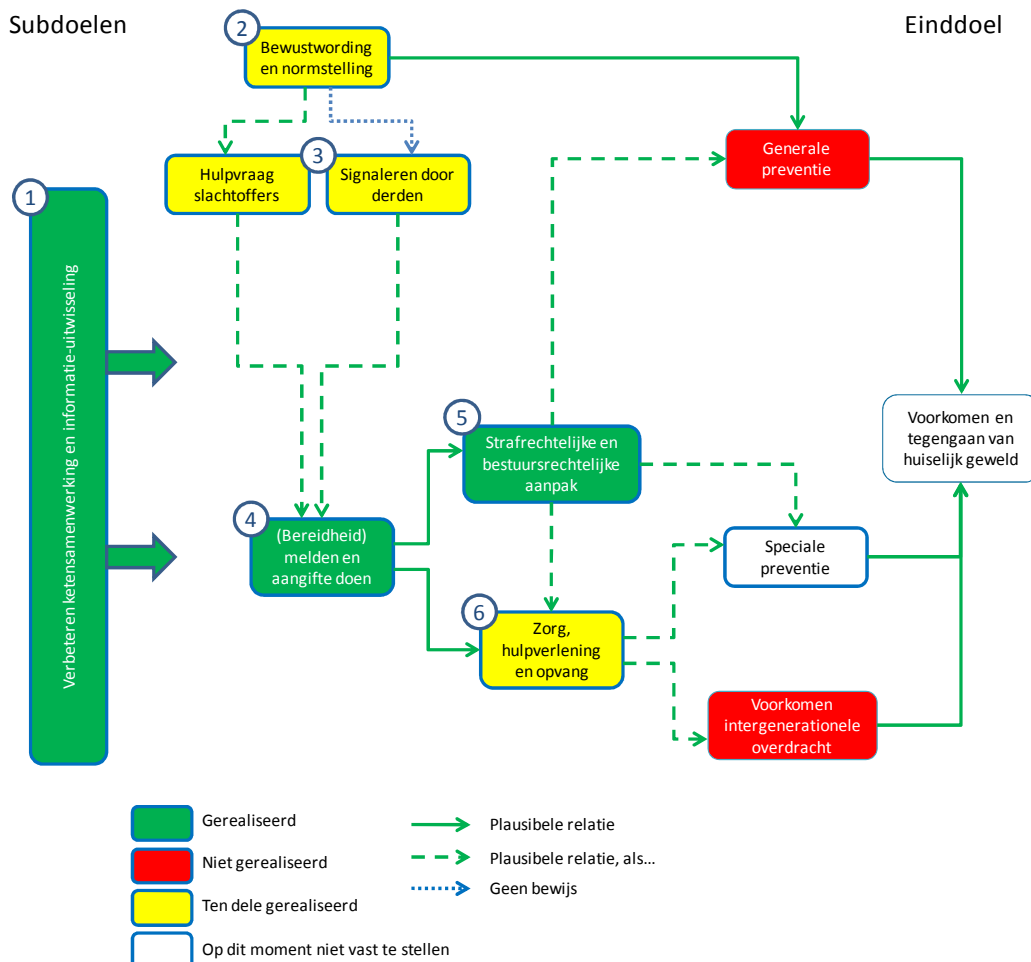 Subdoelen
Einddoel
2
Bewustwording
en normstelling
3
Hulpvraag
slachtoffers
Signaleren door
derden
Generale
preventie
1
Verbeteren ketensamenwerking en informatie-uitwisseling
5
Strafrechtelijke en
bestuursrechtelijke
aanpak
Voorkomen en
tegengaan van
huiselijk geweld
4
(Bereidheid)
melden en
aangifte doen
Speciale
preventie
6
Zorg,
hulpverlening
en opvang
Voorkomen
intergenerationele
overdracht
Gerealiseerd
Plausibele relatie
Niet gerealiseerd
Plausibele relatie, als...
Geen bewijs
Ten dele gerealiseerd
Op dit moment niet vast te stellen